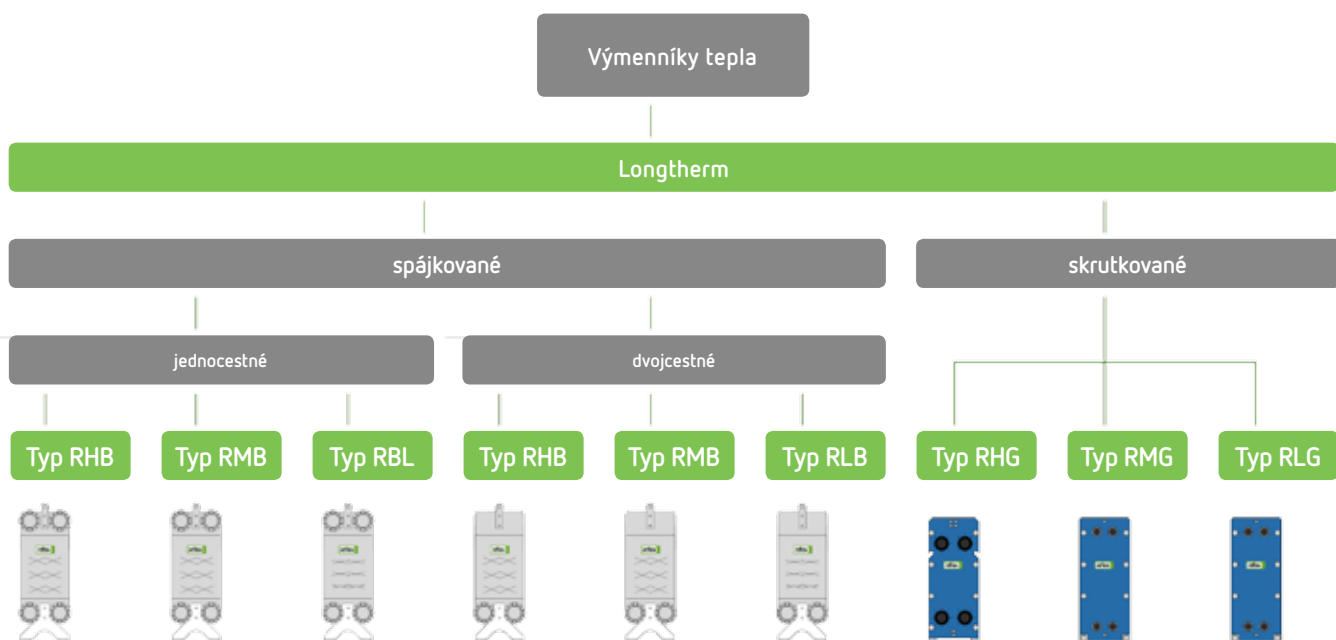 Výmenníky tepla
Longtherm
spájkované
skrutkované
jednocestné
dvojcestné
Typ RHB
Typ RMB
Typ RBL
Typ RHB
Typ RMB
Typ RLB
Typ RHG
Typ RMG
Typ RLG